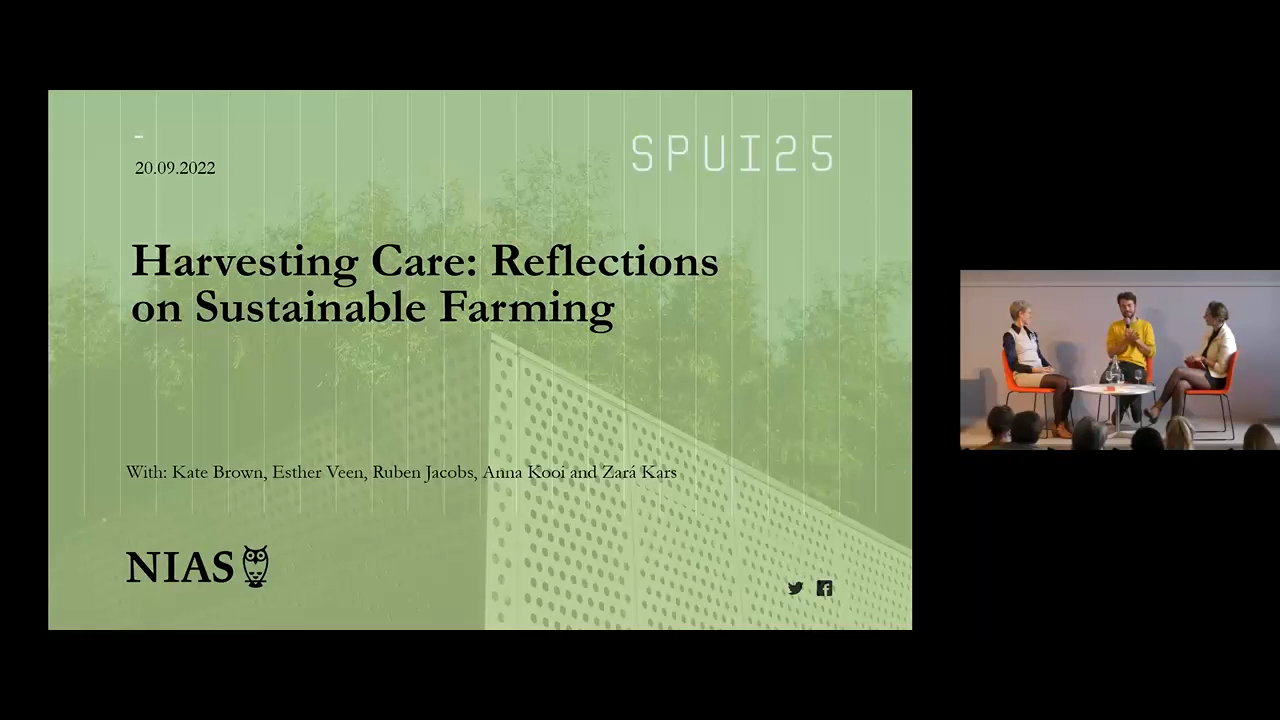 20.09.2022
SPUI25
Harvesting Care: Reflections
on Sustainable Farming
With: Kate Brown, Esther Veen, Ruben Jacobs, Anna Kooi and Zará Kars
NIAS